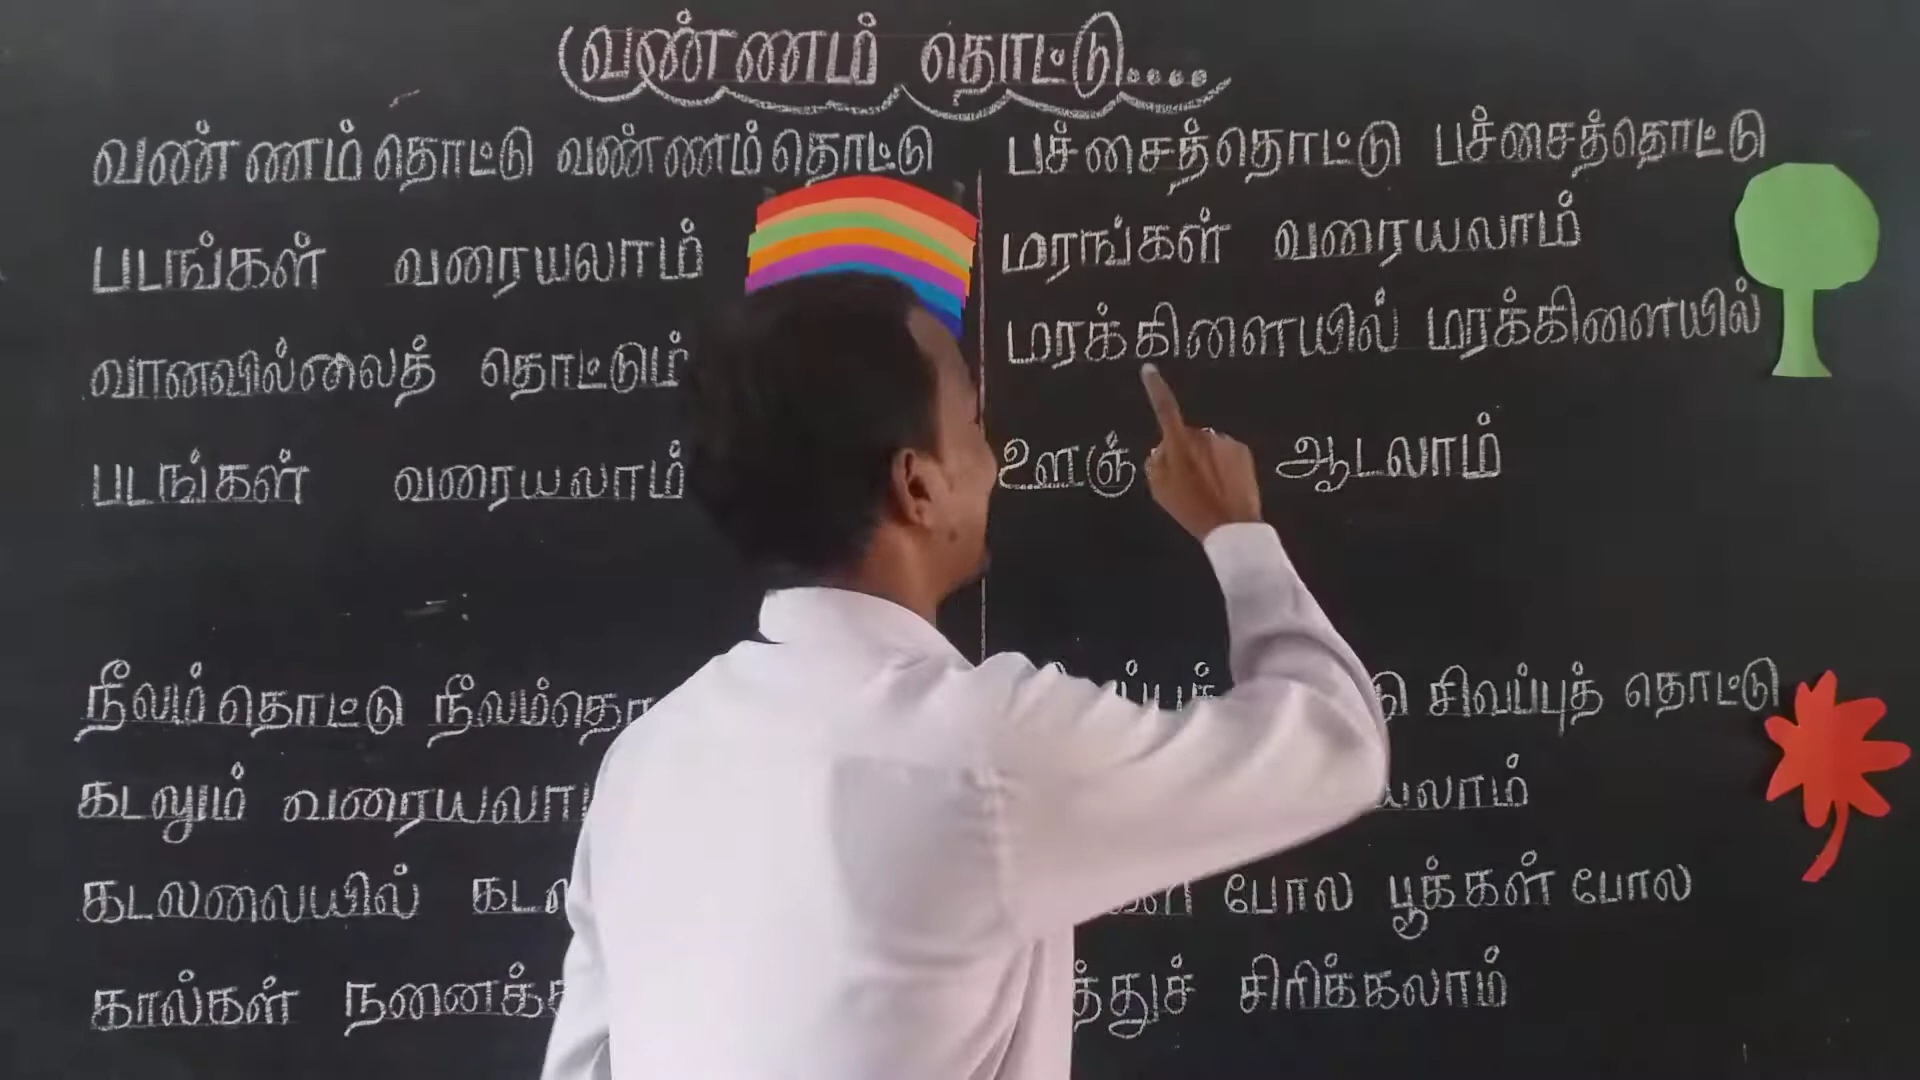 வண்ணம் தொட்டு....
வண்ணம்தொட்டு வண்ணம்தொட்டு
படங்கள் வரையலாம்
வானவில்லைத் தொட்டும்
படங்கள் வரையலாம்
பச்சைத்தொட்டு பச்சைத்தொட்டு
மரங்கள் வரையலாம்
மரக்கிளையில் மரக்கிளையில்
ஆடலாம்
நீலம்தொட்டு
கடலும்
கடலலையில்
கால்கள்
சிவப்புத் தொட்டு
போல பூக்கள் போல
சிரிக்கலாம்